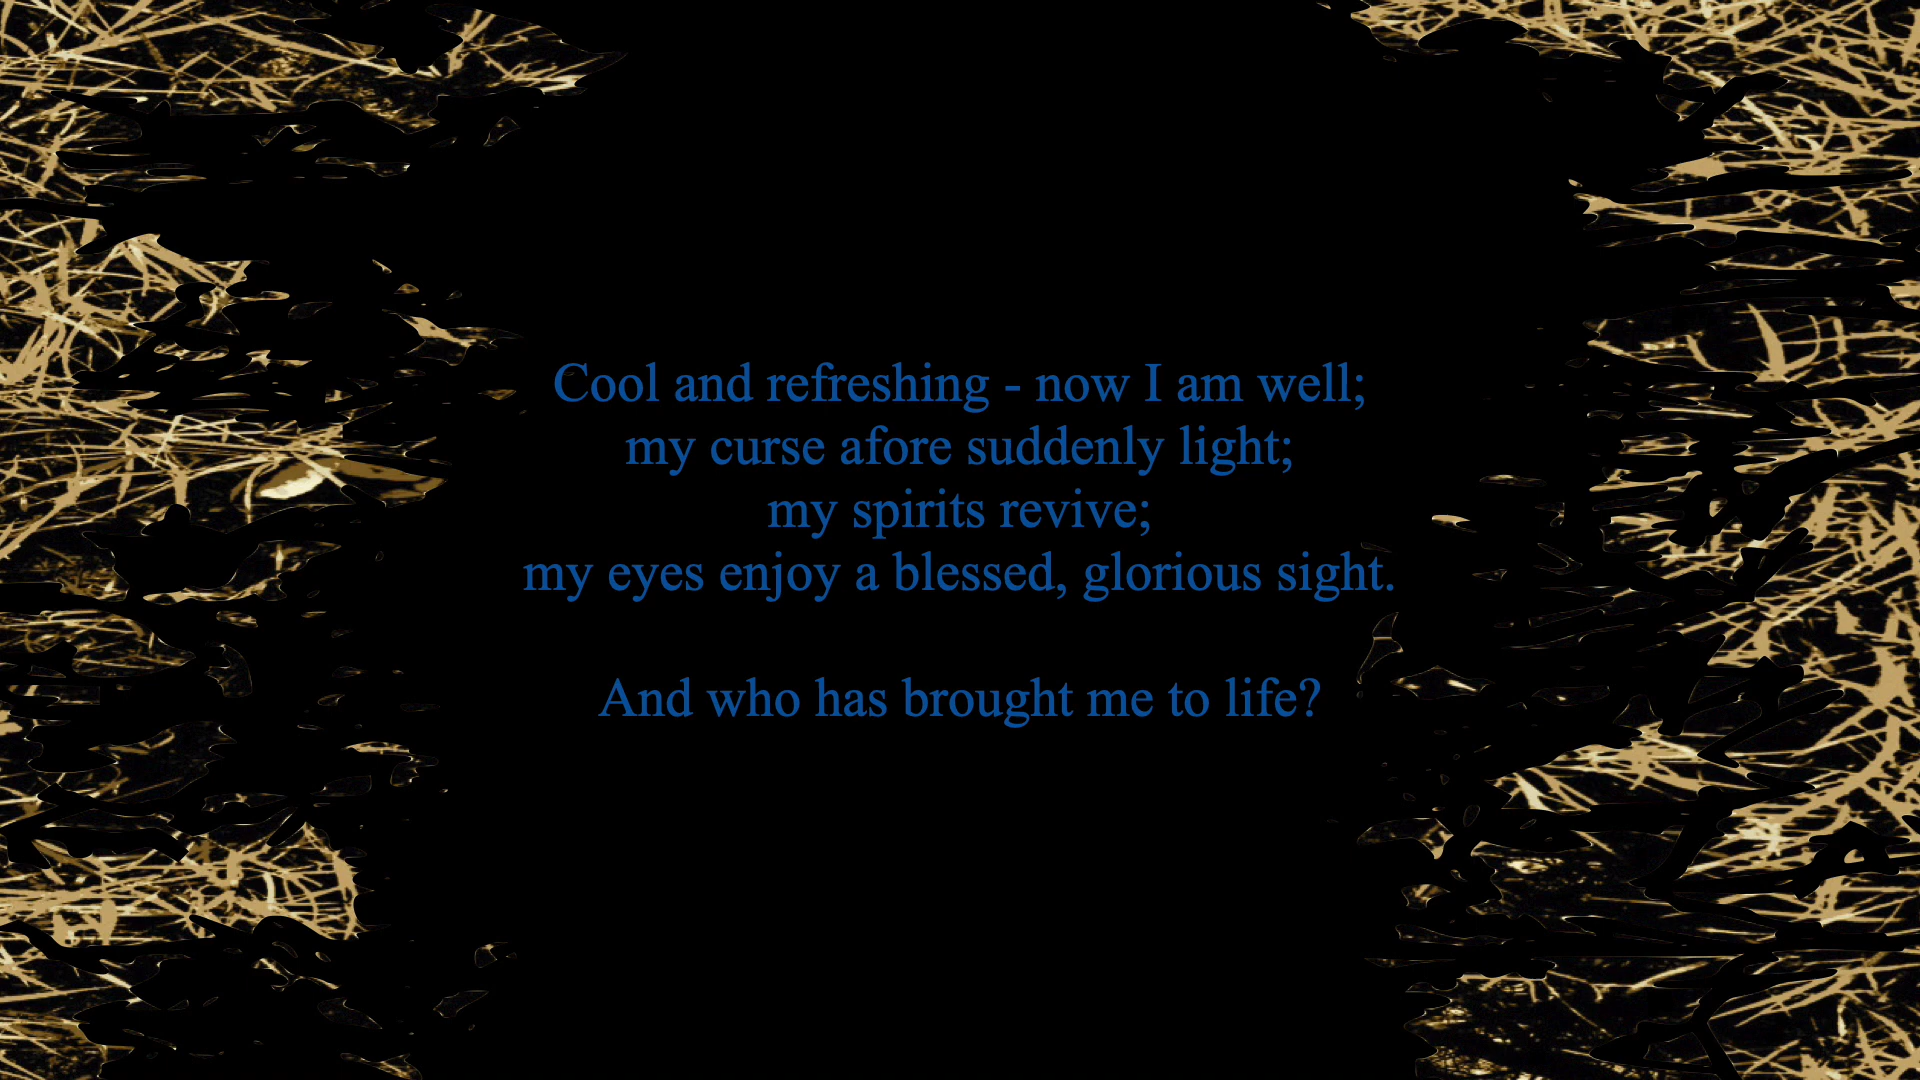 Cool and refreshing - now I am well;
my curse afore suddenly light;
my spirits revive;
my eyes enjoy a blessed, glorious sight.
And who has brought me to life?